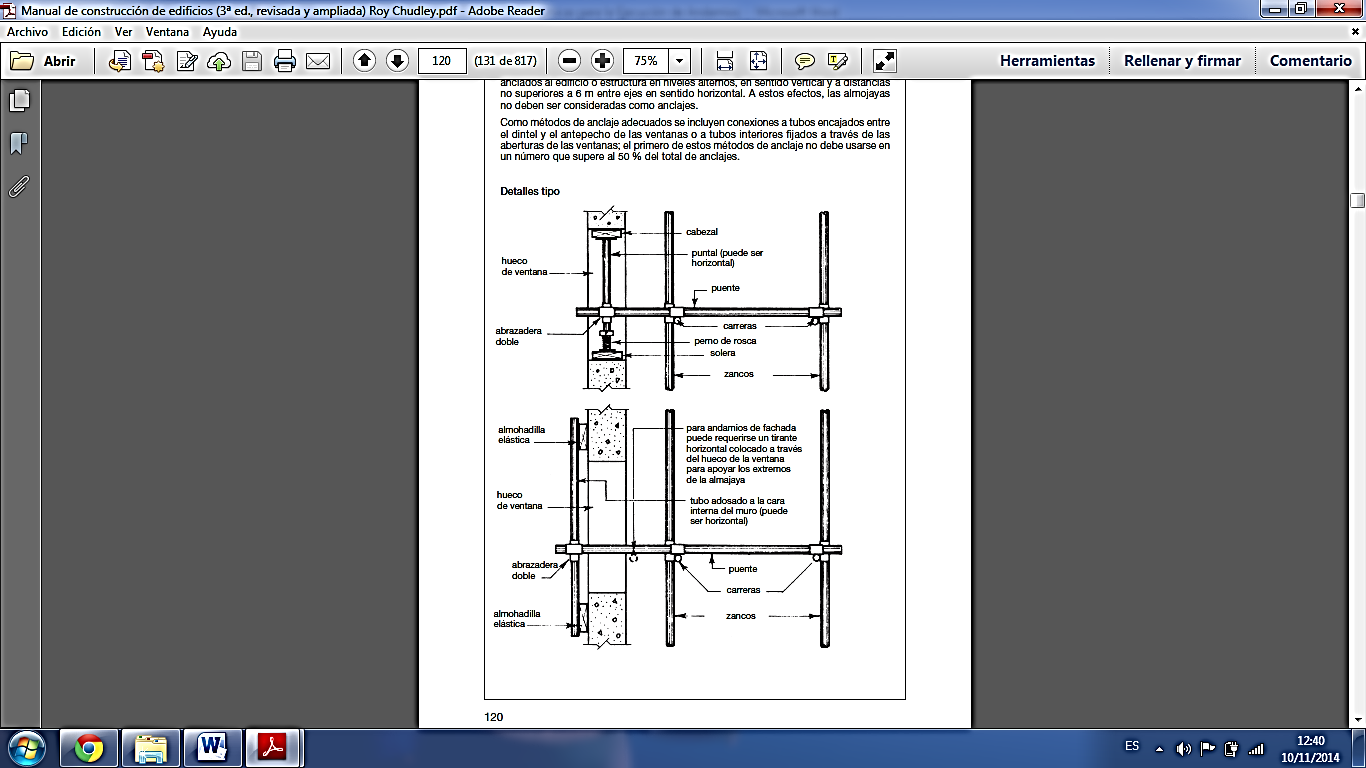 Manual de construcción de edificios (3ª ed., revisada y ampliada) Roy Chudley.pdf - Adobe Reader
Archivo Edición Ver Ventana Ayuda
Abrir
120
(131 de 817)
75%
Herramientas
Rellenar y firmar
Comentario
anclados al edificio o estructura en niveles alternos, en sentido vertical y a distancias
no superiores a 6 m entre ejes en sentido horizontal. A estos efectos, las almojayas
no deben ser consideradas como anclajes.
Como métodos de anclaje adecuados se incluyen conexiones a tubos encajados entre
el dintel y el antepecho de las ventanas o a tubos interiores fijados a través de las
aberturas de las ventanas; el primero de estos métodos de anclaje no debe usarse en
un número que supere al 50 % del total de anclajes.
Detalles tipo
cabezal
puntal (puede ser
horizontal)
hueco
de ventana
puente
abrazadera
doble
carreras
perno de rosca
solera
zancos
almohadilla
elástica
para andamios de fachada
puede requerirse un tirante
horizontal colocado a través
del hueco de la ventana
para apoyar los extremos
de la almajaya
hueco
de ventana
tubo adosado a la cara
interna del muro (puede
ser horizontal)
abrazadera
doble
puente
carreras
almohadilla
elástica
zancos
120
ES
12:40
10/11/2014